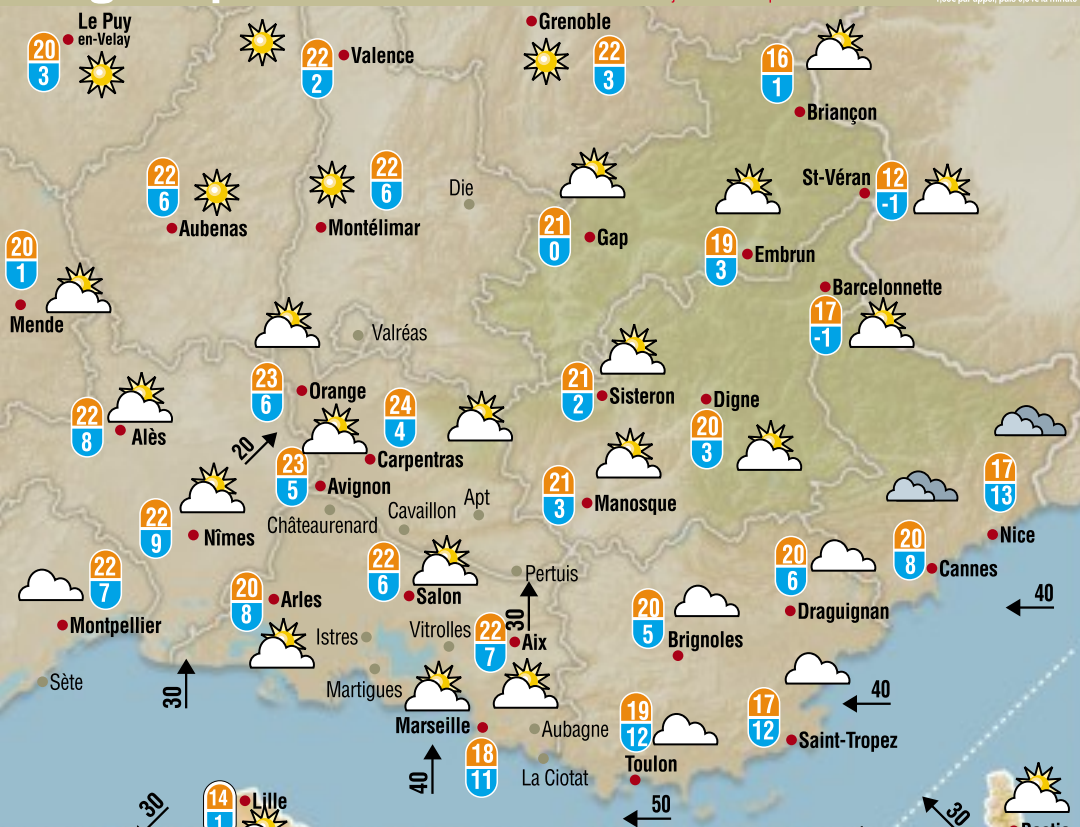 Le Puy
en-Velay
20
3
22
2
Valence
Grenoble
22
3
16
1
Briançon
22
6
Aubenas
22
6
Montélimar
Die
21
0
Gap
St-Véran
12
-1
19
3
Embrun
20
1
Mende
Barcelonnette
17
-1
Valréas
23
6
Orange
21
2
Sisteron
Digne
20
3
22
8
Alès
24
4
20
Carpentras
23
5
Avignon
21
3
Manosque
17
13
Nice
Apt
Cavaillon
Châteaurenard
22
9
Nîmes
22
7
Montpellier
20
8
Arles
22
6
Salon
Pertuis
30
20
6
Draguignan
20
8
Cannes
40
20
5
Brignoles
Istres
Vitrolles
22
7
Aix
Sète
30
Martigues
Marseille
18
11
40
Aubagne
La Ciotat
19
12
Toulon
17
12
Saint-Tropez
40
50
30
14
1
Lille
30